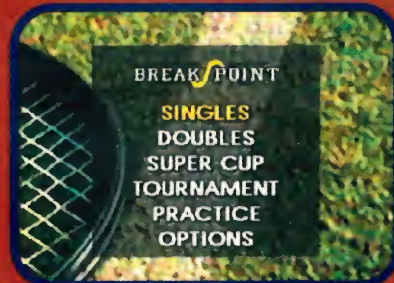 BREAK POINT
SINGLES
DOUBLES
SUPER CUP
TOURNAMENT
PRACTICE
OPTIONS